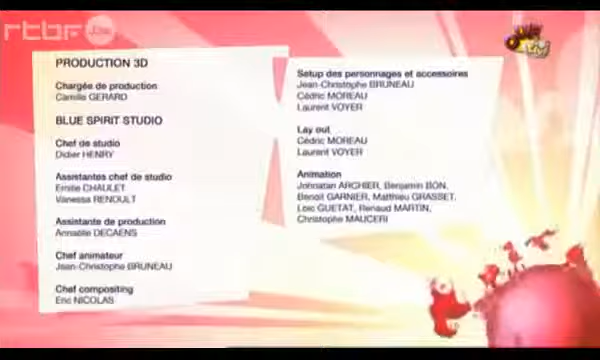 rtbf.be
PRODUCTION 3D
Chargée de production
Camille GERARD
BLUE SPIRIT STUDIO
Chef de studio
Didier HENRY
Assistantes chef de studio
Emilie CHAULET
Vanessa RENOULT
Assistante de production
Annaëlle DECAENS
Chef animateur
Jean-Christophe BRUNEAU
Chef compositing
Eric NICOLAS
Setup des personnages et accessoires
Jean-Christophe BRUNEAU
Cédric MOREAU
Laurent VOYER
Lay out
Cédric MOREAU
Laurent VOYER
Animation
Johnatan ARCHIER, Benjamin BON,
Benoit GARNIER, Matthieu GRASSET,
Loïc GUETAT, Renaud MARTIN,
Christophe MAUCERI